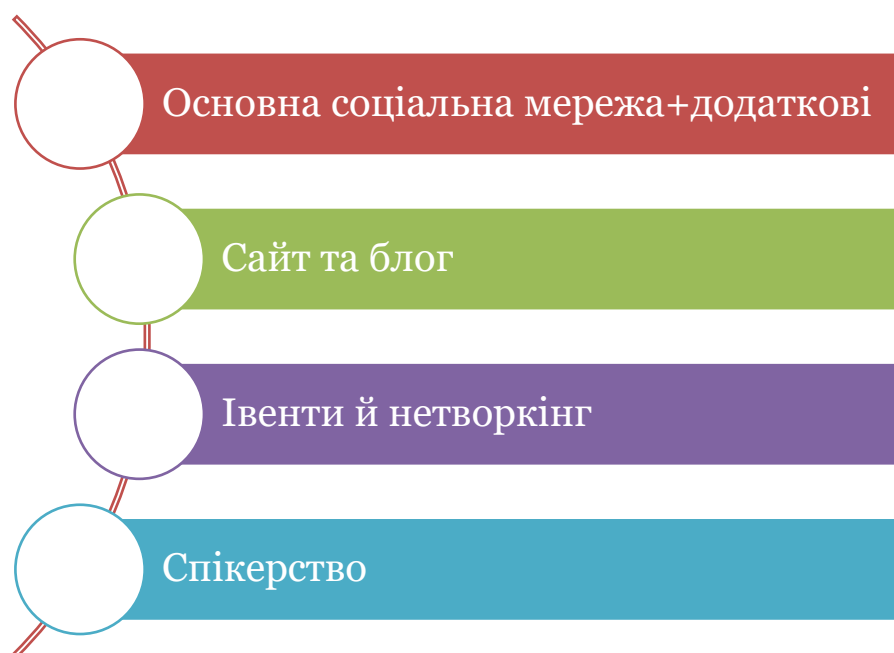 Основна соціальна мережа+додаткові
Сайт та блог
Івенти й нетворкінг
Спікерство